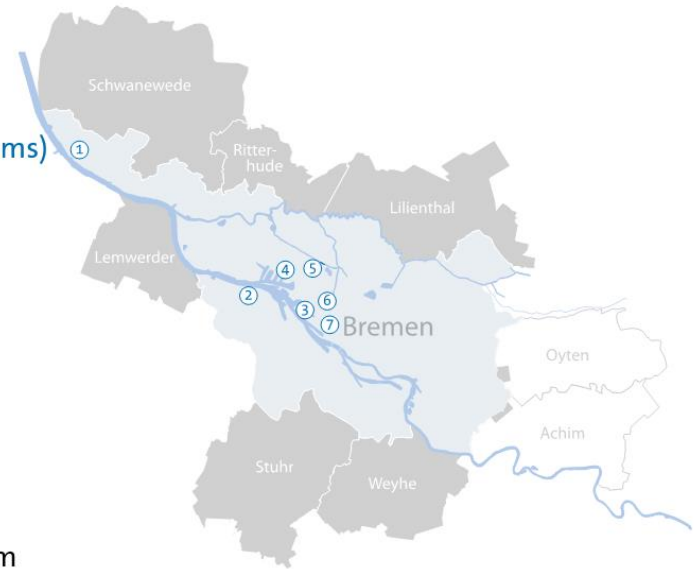 Schwanewede
ms)
1
Ritter-
hude
Lilienthal
Lemwerder
4
5
2
6
3
7
Bremen
Oyten
Achim
Stuhr
Weyhe
m